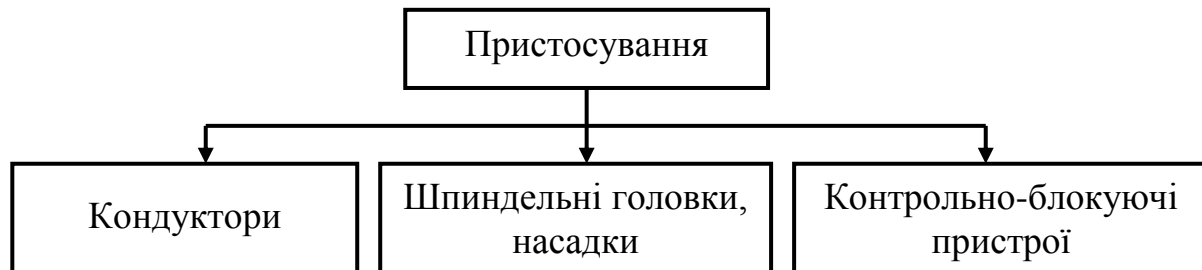 Пристосування
Кондуктори
Шпиндельні головки,
насадки
Контрольно-блокуючі
пристрої